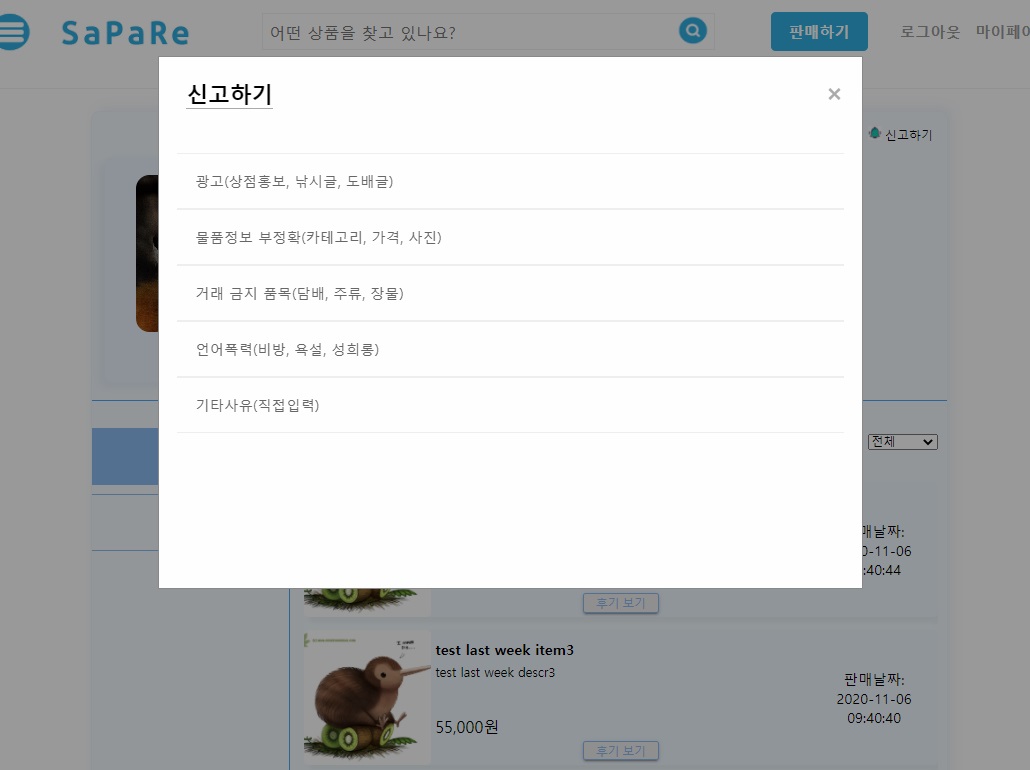 SaPaRe
어떤 상품을 찾고 있나요?
판매하기
로그아웃 마이페이
신고하기
×
신고하기
광고(상점홍보, 낚시글, 도배글)
물품정보 부정확(카테고리, 가격, 사진)
거래 금지 품목(담배, 주류, 장물)
언어폭력(비방, 욕설, 성희롱)
기타사유(직접입력)
전체
매날짜:
0-11-06
:40:44
후기 보기
test last week item3
test last week descr3
55,000원
판매날짜:
2020-11-06
09:40:40
후기 보기